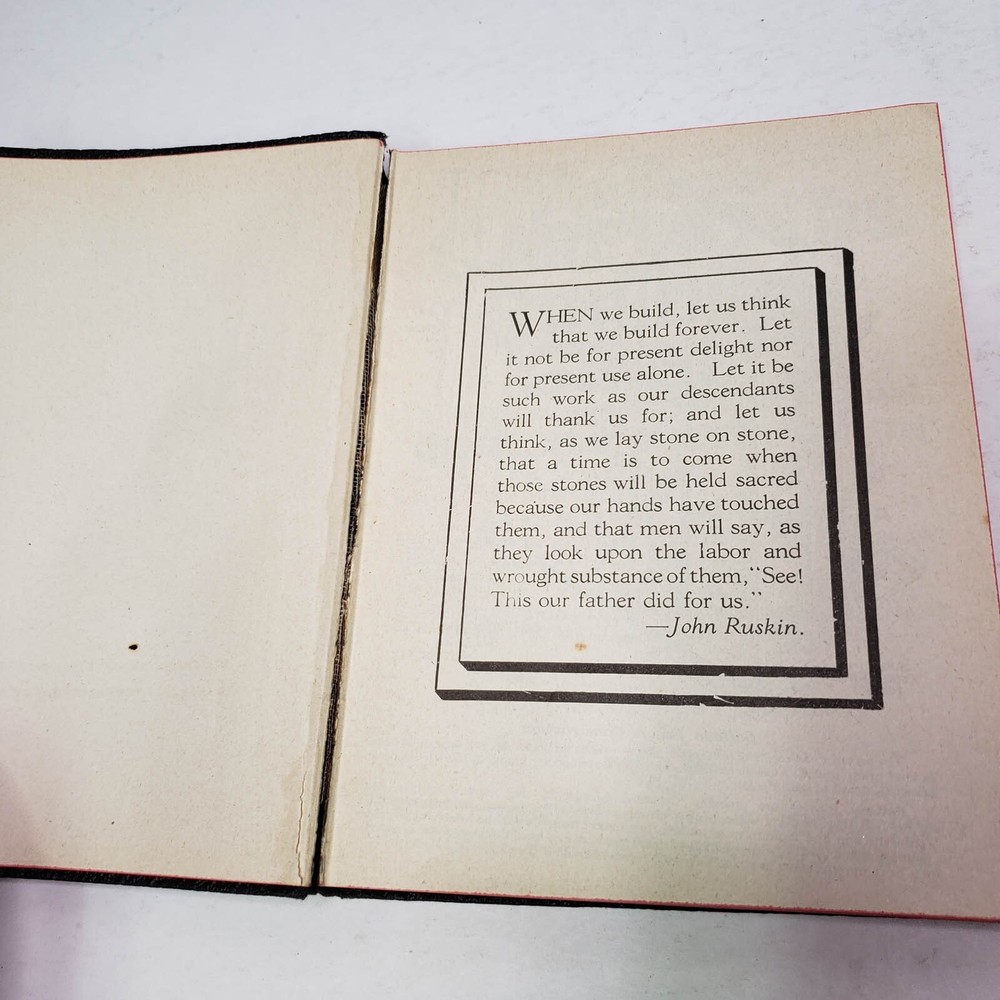 WHEN we build, let us think
that we build forever. Let
it not be for present delight nor
for present use alone. Let it be
such work as our descendants
will thank us for; and let us
think, as we lay stone on stone,
that a time is to come when
those stones will be held sacred
because our hands have touched
them, and that men will say, as
they look upon the labor and
wrought substance of them, "See!
This our father did for us."
—John Ruskin.